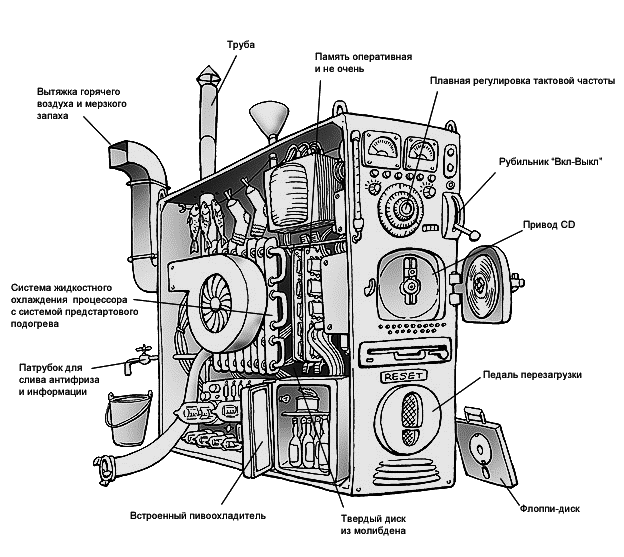 Труба
Память оперативная
и не очень
Плавная регулировка тактовой частоты
Вытяжка горячего
воздуха и мерзкого
запаха
Рубильник “Вкл-Выкл”
Привод CD
Система жидкостного
охлаждения процессора
с системой предстартового
подогрева
Патрубок для
слива антифриза
и информации
RESET
Педаль перезагрузки
Флоппи-диск
Встроенный пивоохладитель
Твердый диск
из молибдена